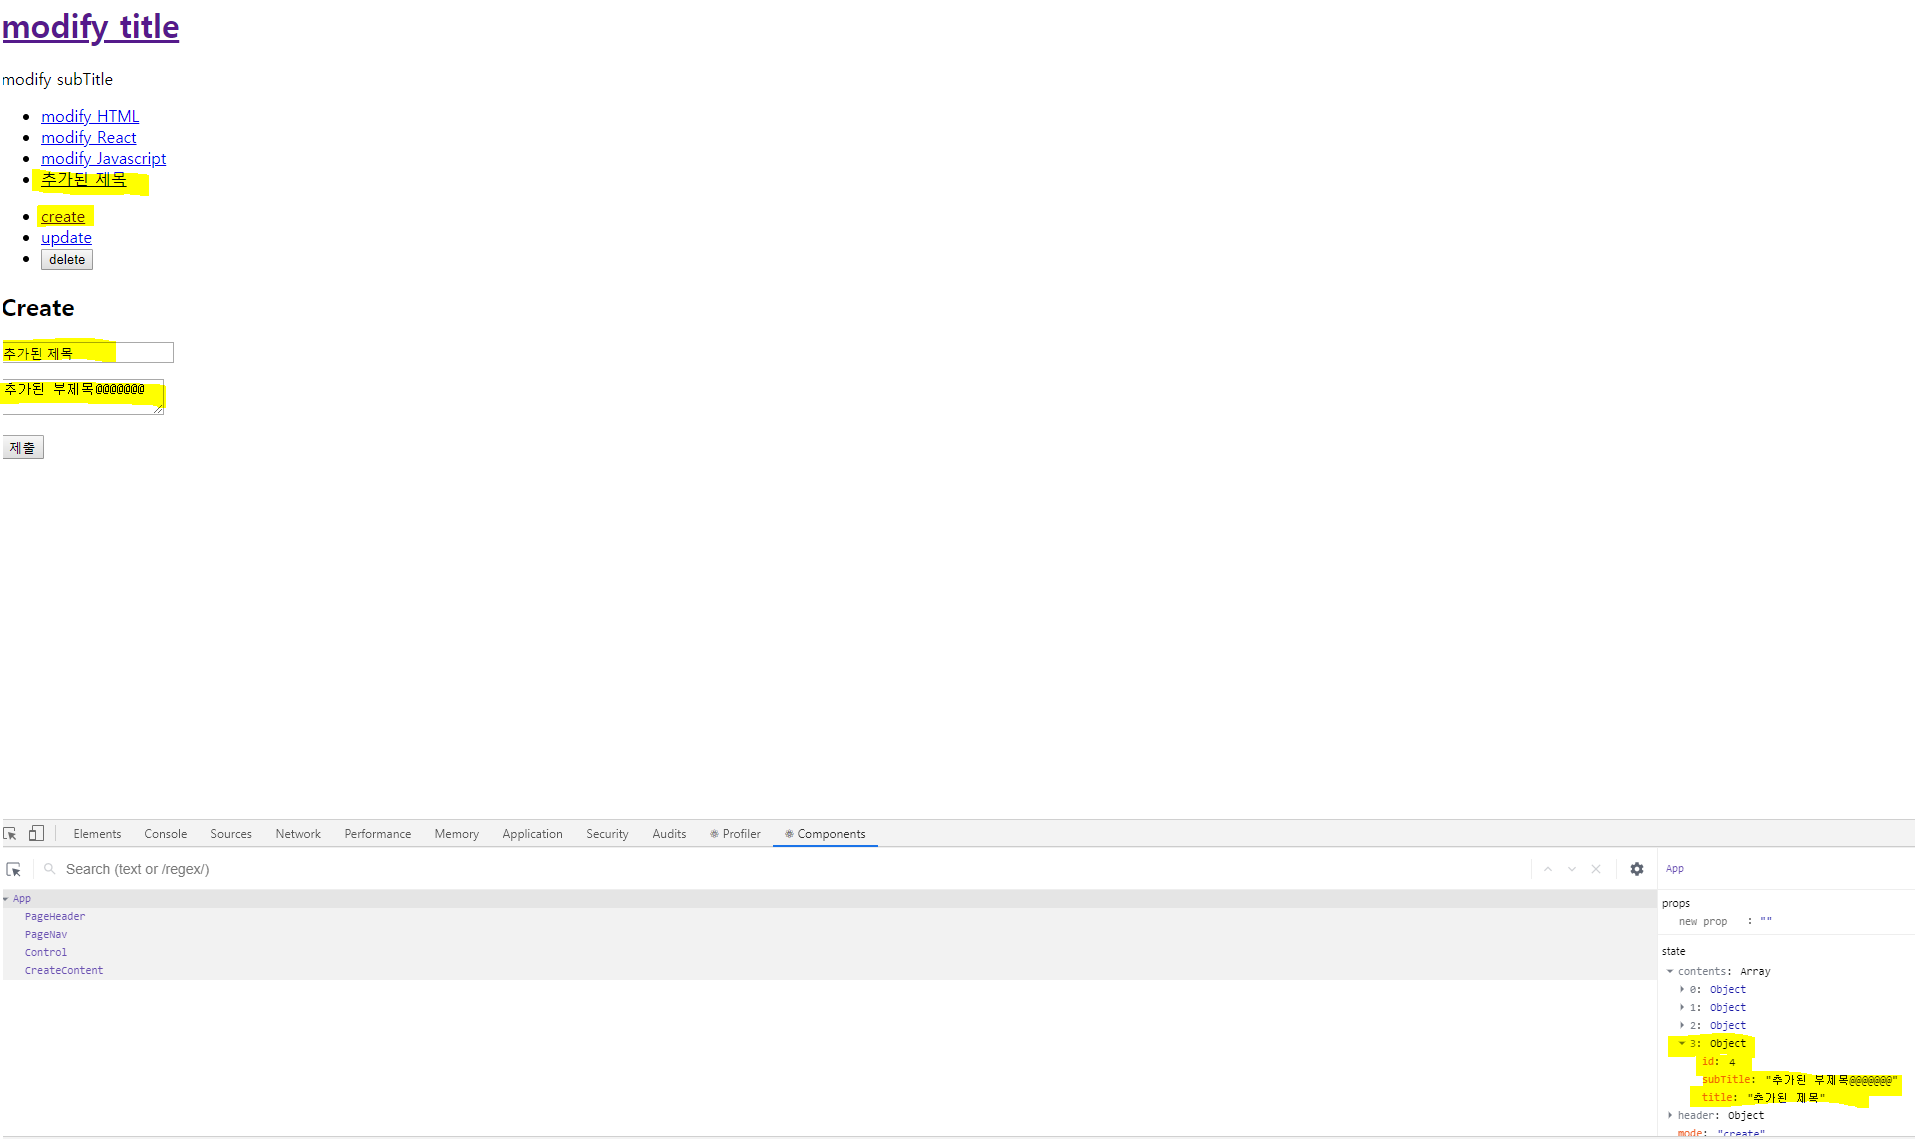 modify title
modify subTitle
modify HTML
modify React
modify Javascript
추가된 제목
create
update
delete
Create
추가된 제목
추가된 부제목@@@@@@@
제출
Elements Console Sources Network Performance Memory Application Security Audits Profiler Components
Search (text or /regex/)
App
PageHeader
PageNav
Control
CreateContent
App
props
new prop : ""
state
contents: Array
0: Object
1: Object
2: Object
3: Object
id: 4
subTitle: "추가된 부제목@@@@@@@"
title: "추가된 제목"
header: Object
mode: "create"